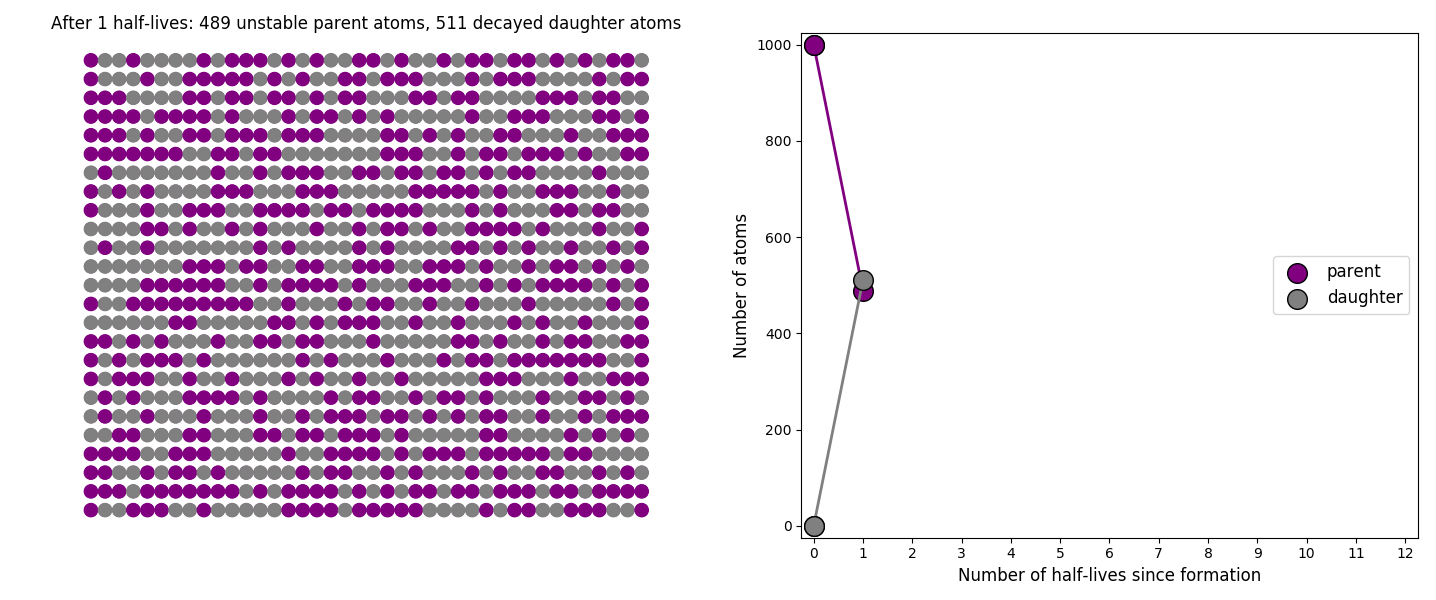 After 1 half-lives: 489 unstable parent atoms, 511 decayed daughter atoms
Number of atoms
1000
800
600
400
200
0
0 1 2 3 4 5 6 7 8 9 10 11 12
Number of half-lives since formation
parent
daughter